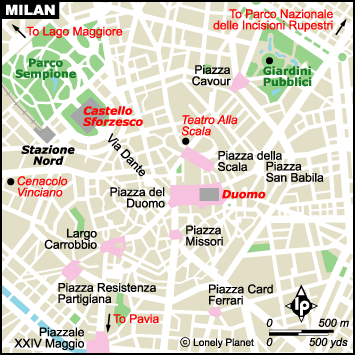 MILAN
To Lago Maggiore
To Parco Nazionale
delle Incisioni Rupestri
Parco
Sempione
Piazza
Cavour
Giardini
Pubblici
Castello
Sforzesco
Teatro Alla
Scala
Stazione
Nord
Via Dante
Piazza della
Scala
Piazza
San Babila
Cenacolo
Vinciano
Piazza del
Duomo
Duomo
Largo
Carrobbio
Piazza
Missori
Piazza Resistenza
Partigiana
Piazza Card
Ferrari
To Pavia
Piazzale
XXIV Maggio
© Lonely Planet
lp
0 500 m
0 500 yds